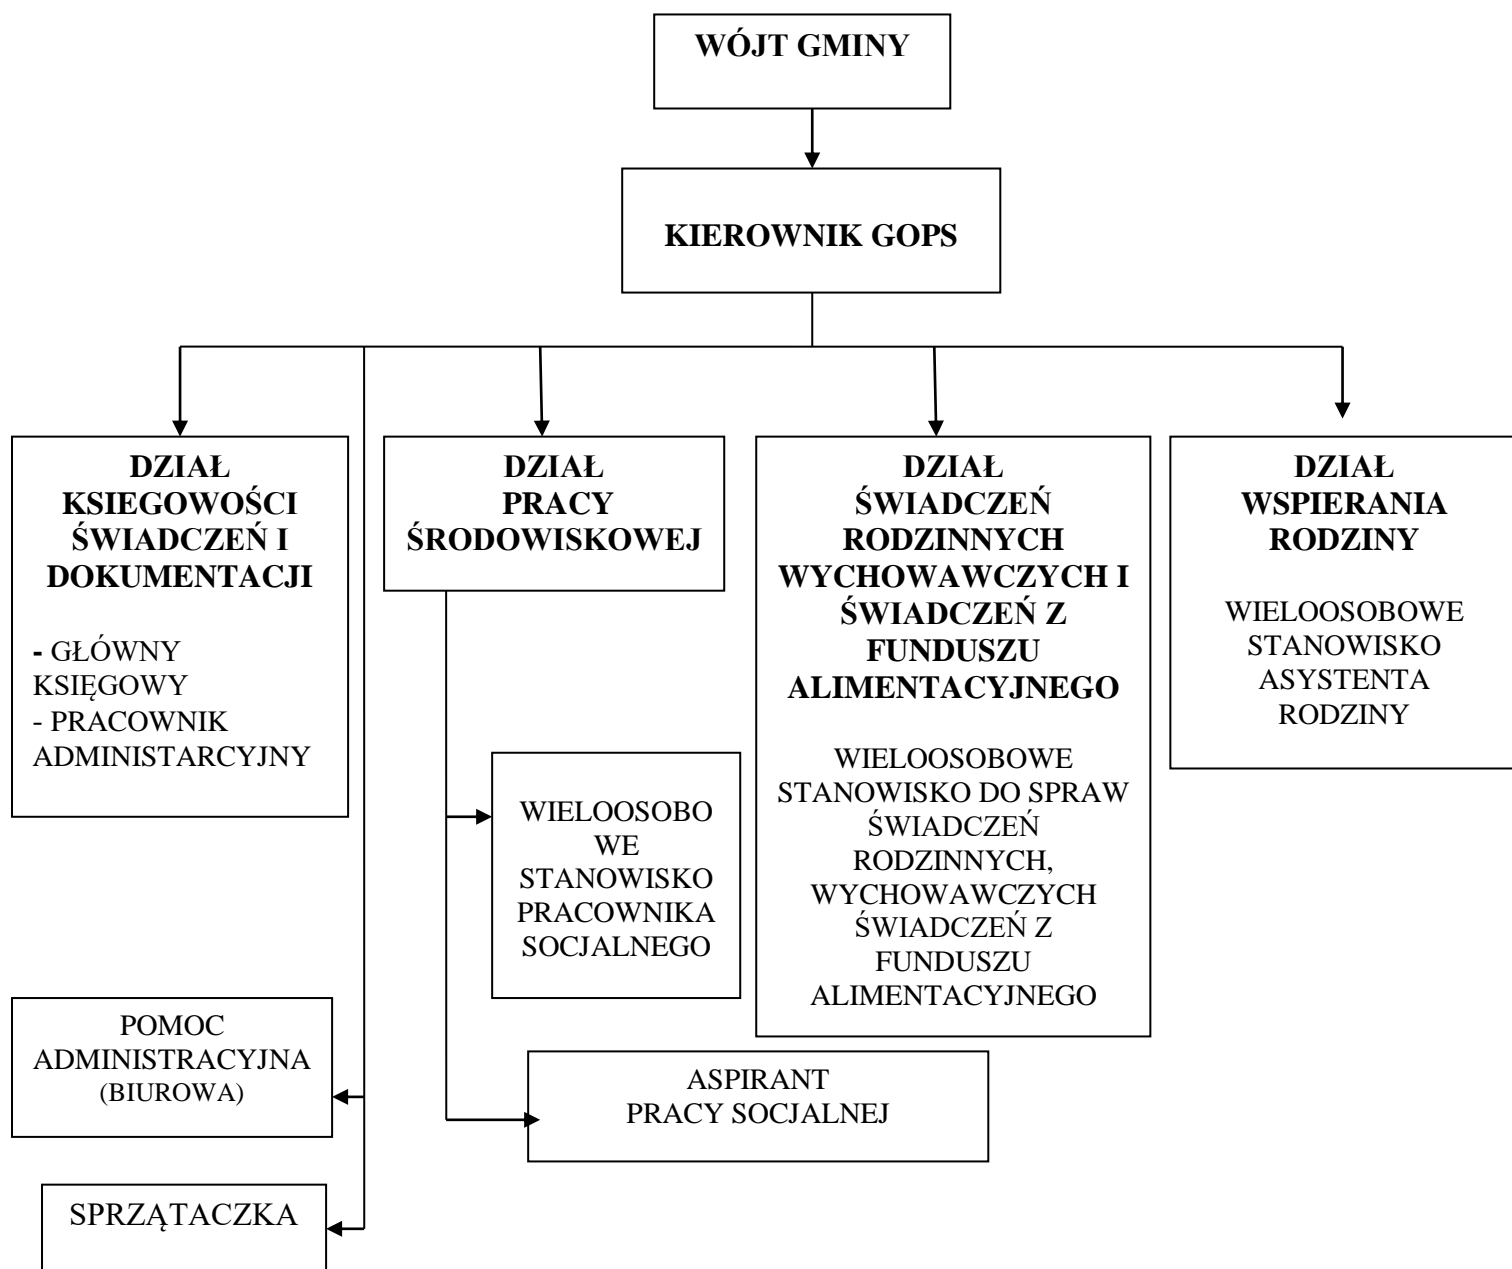 WÓJT GMINY
KIEROWNIK GOPS
DZIAŁ
KSIEGOWOŚCI
ŚWIADCZEŃ I
DOKUMENTACJI
- GŁÓWNY
KSIĘGOWY
- PRACOWNIK
ADMINISTARCYJNY
DZIAŁ
PRACY
ŚRODOWISKOWEJ
DZIAŁ
ŚWIADCZEŃ
RODZINNYCH
WYCHOWAWCZYCH I
ŚWIADCZEŃ Z
FUNDUSZU
ALIMENTACYJNEGO
WIELOOSOBOWE
STANOWISKO DO SPRAW
ŚWIADCZEŃ
RODZINNYCH,
WYCHOWAWCZYCH
ŚWIADCZEŃ Z
FUNDUSZU
ALIMENTACYJNEGO
DZIAŁ
WSPIERANIA
RODZINY
WIELOOSOBOWE
STANOWISKO
ASYSTENTA
RODZINY
WIELOOSOBO
WE
STANOWISKO
PRACOWNIKA
SOCJALNEGO
POMOC
ADMINISTRACYJNA
(BIUROWA)
ASPIRANT
PRACY SOCJALNEJ
SPRZĄTACZKA